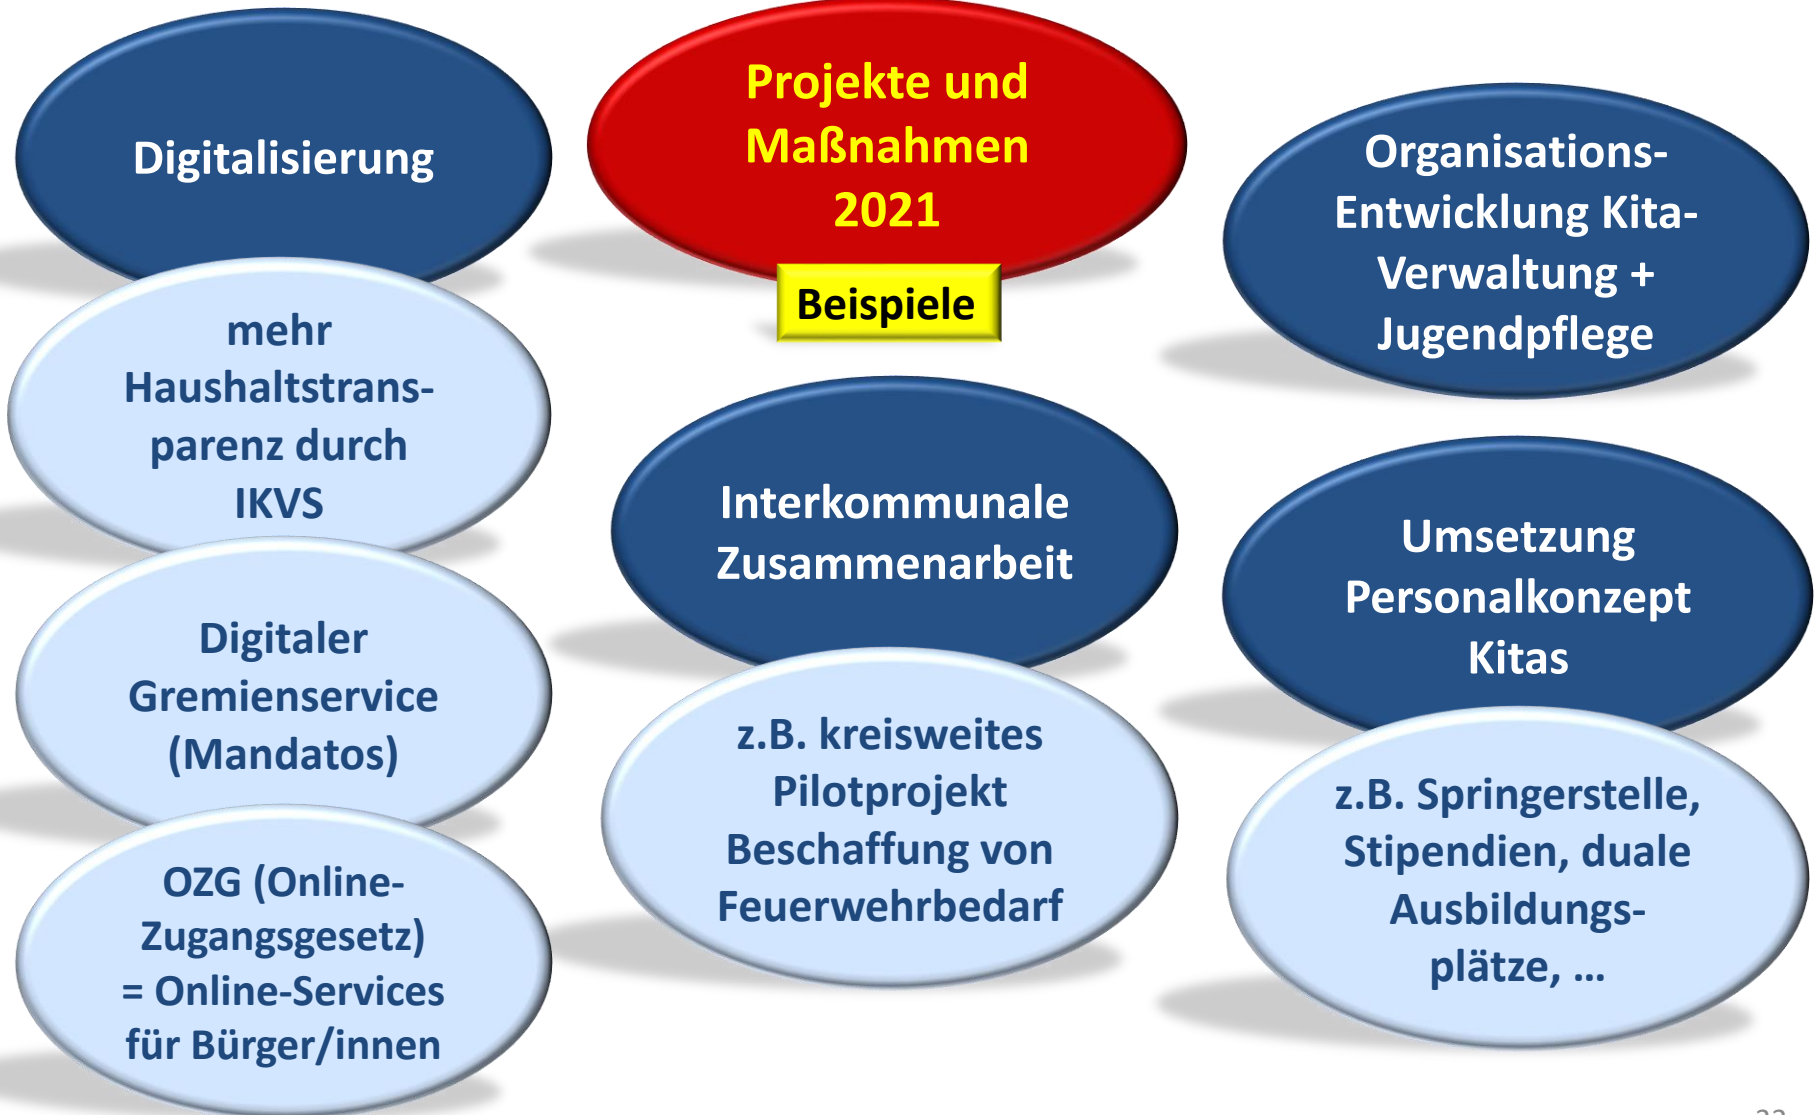 Digitalisierung
mehr
Haushaltstrans-
parenz durch
IKVS
Digitaler
Gremienservice
(Mandatos)
OZG (Online-
Zugangsgesetz)
= Online-Services
für Bürger/innen
Projekte und
Maßnahmen
2021
Beispiele
Interkommunale
Zusammenarbeit
z.B. kreisweites
Pilotprojekt
Beschaffung von
Feuerwehrbedarf
Organisations-
Entwicklung Kita-
Verwaltung +
Jugendpflege
Umsetzung
Personalkonzept
Kitas
z.B. Springerstelle,
Stipendien, duale
Ausbildungs-
plätze, ...